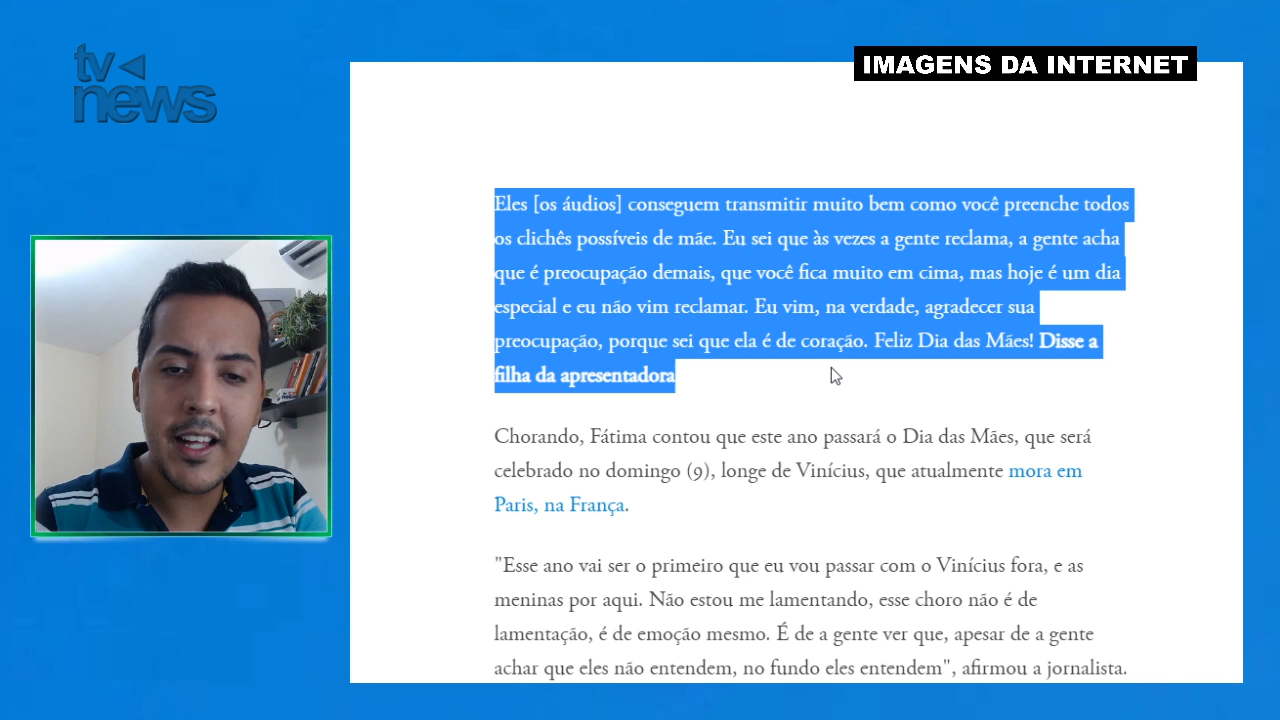 tv
news
IMAGENS DA INTERNET
Eles [os áudios] conseguem transmitir muito bem como você preenche todos
os clichês possíveis de mãe. Eu sei que às vezes a gente reclama, a gente acha
que é preocupação demais, que você fica muito em cima, mas hoje é um dia
especial e eu não vim reclamar. Eu vim, na verdade, agradecer sua
preocupação, porque sei que ela é de coração. Feliz Dia das Mães! Disse a
filha da apresentadora
Chorando, Fátima contou que este ano passará o Dia das Mães, que será
celebrado no domingo (9), longe de Vinícius, que atualmente mora em
Paris, na França.
"Esse ano vai ser o primeiro que eu vou passar com o Vinícius fora, e as
meninas por aqui. Não estou me lamentando, esse choro não é de
lamentação, é de emoção mesmo. É de a gente ver que, apesar de a gente
achar que eles não entendem, no fundo eles entendem", afirmou a jornalista.